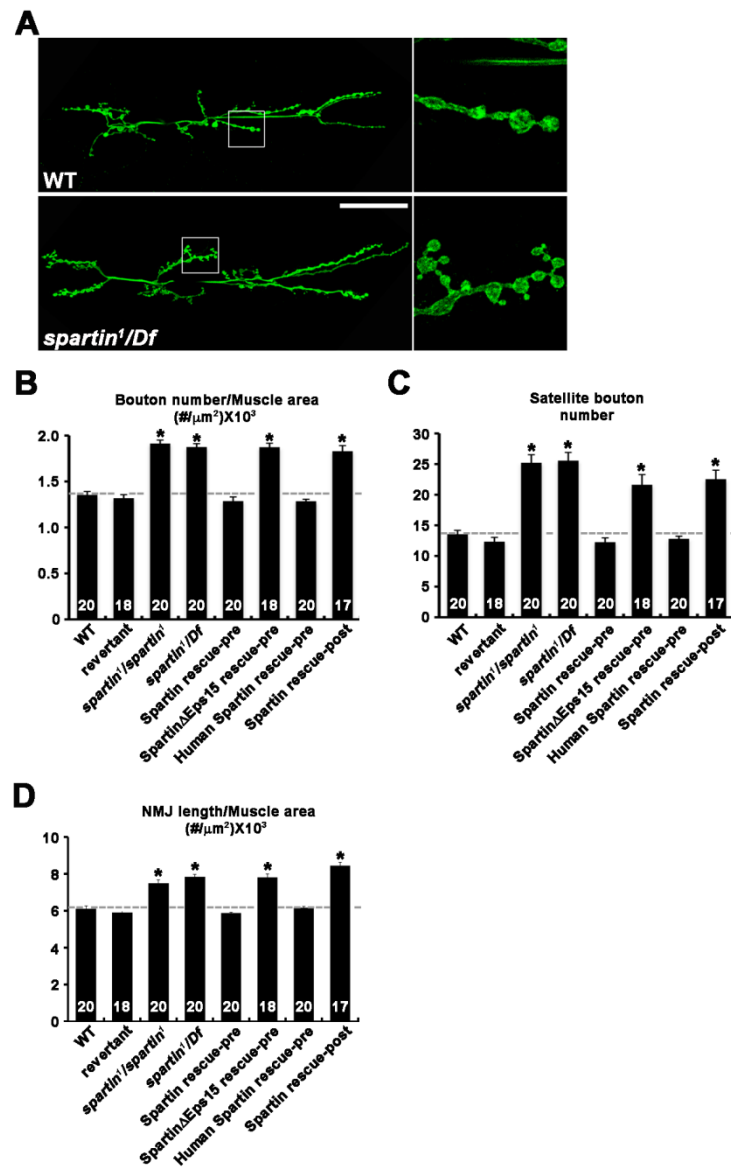 A
WT
spartin¹/Df
B
Bouton number/Muscle area
(#/μm²)X10³
2.0
1.5
1.0
0.5
0
* * * *
20 18 20 20 20 18 20 17
WT
revertant
spartin¹/spartin¹
spartin¹/Df
Spartin rescue-pre
SpartinΔEps15 rescue-pre
Human Spartin rescue-pre
Spartin rescue-post
C
Satellite bouton
number
30
25
20
15
10
5
0
* * * *
20 18 20 20 20 18 20 17
WT
revertant
spartin¹/spartin¹
spartin¹/Df
Spartin rescue-pre
SpartinΔEps15 rescue-pre
Human Spartin rescue-pre
Spartin rescue-post
D
NMJ length/Muscle area
(#/μm²)X10³
10
8
6
4
2
0
* * * *
20 18 20 20 20 18 20 17
WT
revertant
spartin¹/spartin¹
spartin¹/Df
Spartin rescue-pre
SpartinΔEps15 rescue-pre
Human Spartin rescue-pre
Spartin rescue-post